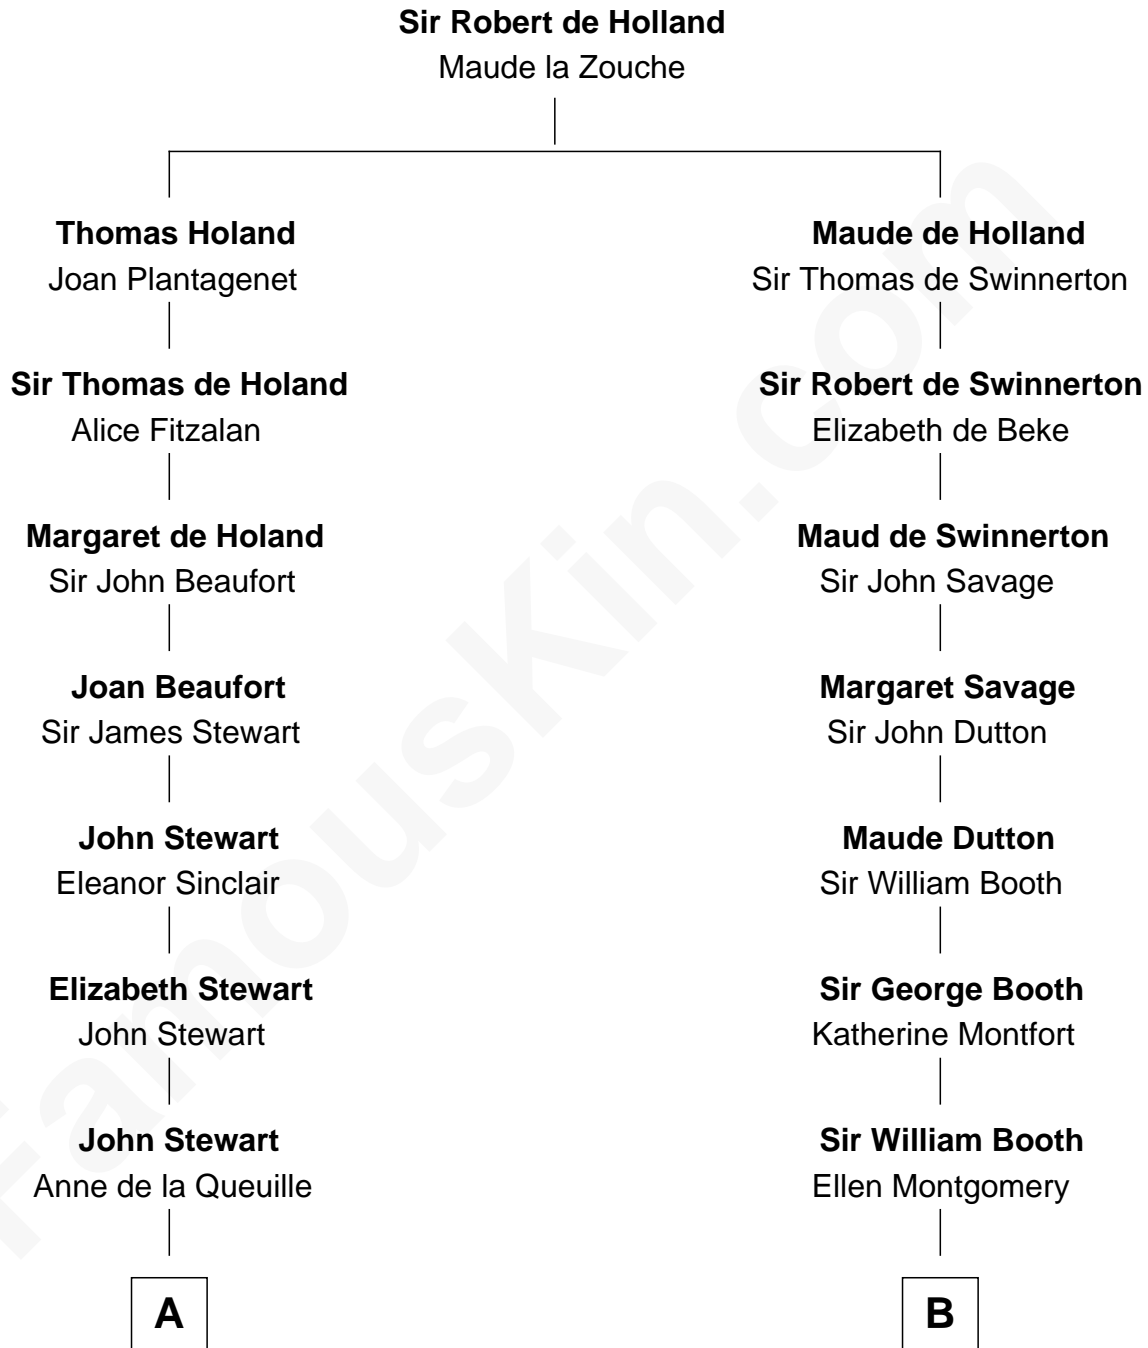 Sir Robert de Holland
Maude la Zouche
Thomas Holand
Joan Plantagenet
Sir Thomas de Holand
Alice Fitzalan
Margaret de Holand
Sir John Beaufort
Joan Beaufort
Sir James Stewart
John Stewart
Eleanor Sinclair
Elizabeth Stewart
John Stewart
John Stewart
Anne de la Queuille
A
Maude de Holland
Sir Thomas de Swinnerton
Sir Robert de Swinnerton
Elizabeth de Beke
Maud de Swinnerton
Sir John Savage
Margaret Savage
Sir John Dutton
Maude Dutton
Sir William Booth
Sir George Booth
Katherine Montfort
Sir William Booth
Ellen Montgomery
B
FamousKin.com